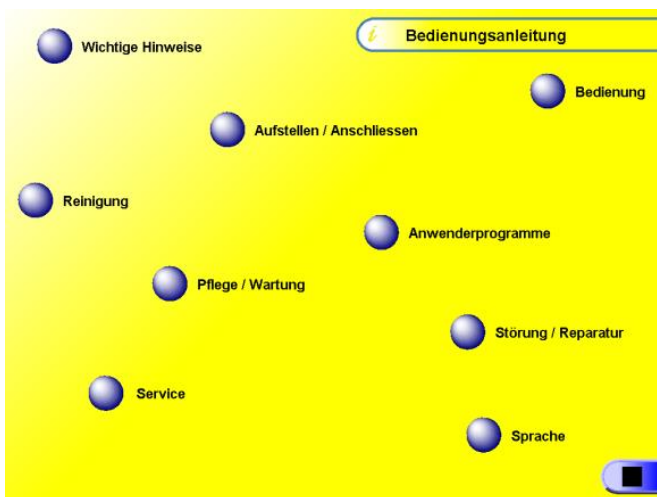 Bedienungsanleitung
Wichtige Hinweise
Bedienung
Aufstellen / Anschliessen
Reinigung
Anwenderprogramme
Pflege / Wartung
Störung / Reparatur
Service
Sprache